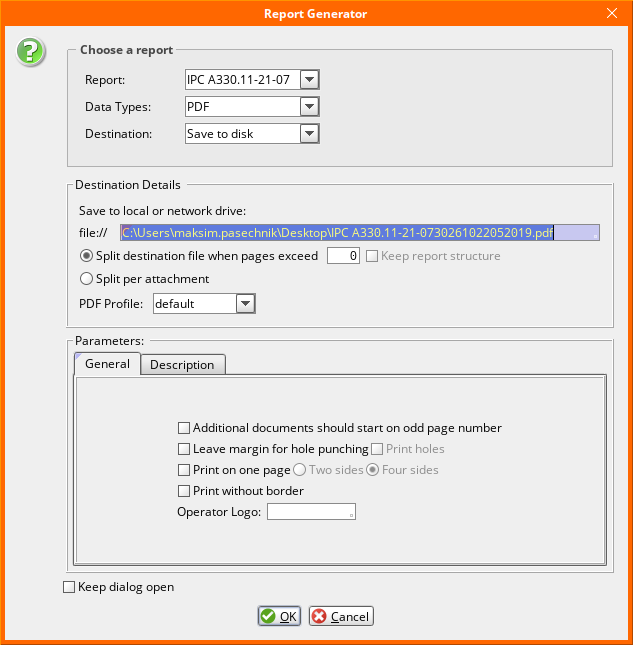 Report Generator
Choose a report
Report: IPC A330.11-21-07
Data Types: PDF
Destination: Save to disk
Destination Details
Save to local or network drive:
file:// C:\Users\maksim.pasechnik\Desktop\IPC A330.11-21-0730261022052019.pdf
Split destination file when pages exceed 0 Keep report structure
Split per attachment
PDF Profile: default
Parameters:
General Description
Additional documents should start on odd page number
Leave margin for hole punching Print holes
Print on one page Two sides Four sides
Print without border
Operator Logo:
Keep dialog open
OK Cancel